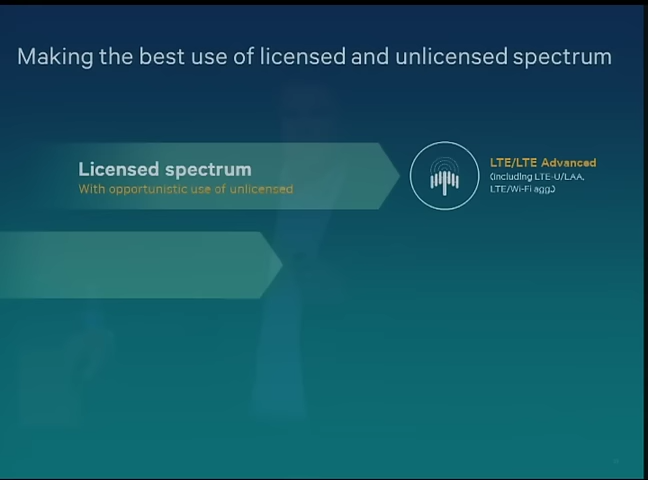 Making the best use of licensed and unlicensed spectrum
Licensed spectrum
With opportunistic use of unlicensed
LTE/LTE Advanced
(including LTE-U/LAA,
LTE/Wi-Fi agg.)